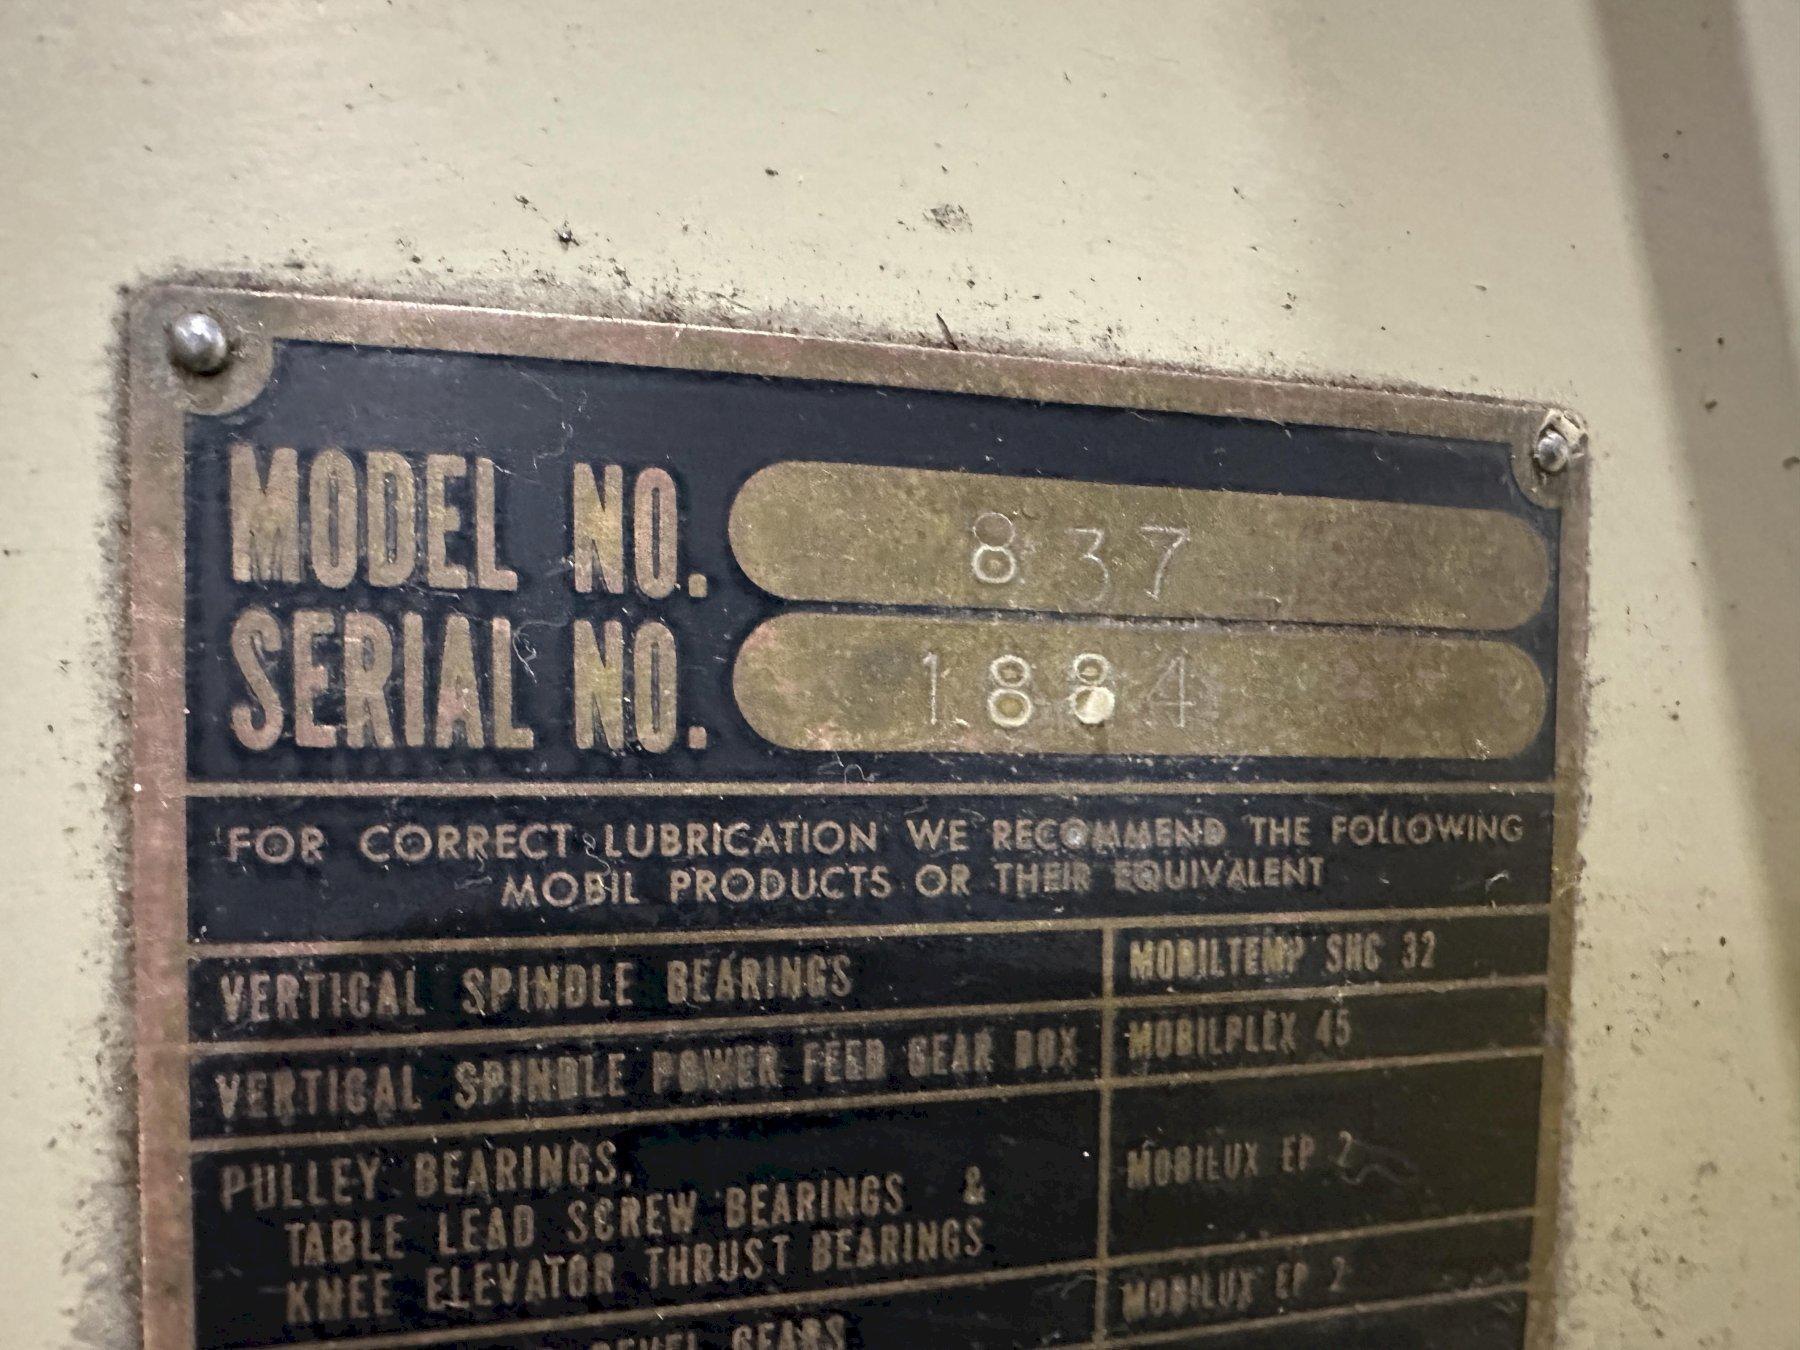 MODEL NO. 837
SERIAL NO. 1884
FOR CORRECT LUBRICATION WE RECOMMEND THE FOLLOWING
MOBIL PRODUCTS OR THEIR EQUIVALENT
VERTICAL SPINDLE BEARINGS MOBILTEMP SHC 32
VERTICAL SPINDLE POWER FEED GEAR BOX MOBILPLEX 45
PULLEY BEARINGS,
TABLE LEAD SCREW BEARINGS &
KNEE ELEVATOR THRUST BEARINGS
MOBILUX EP 2
BEVEL GEARS
MOBILUX EP 2